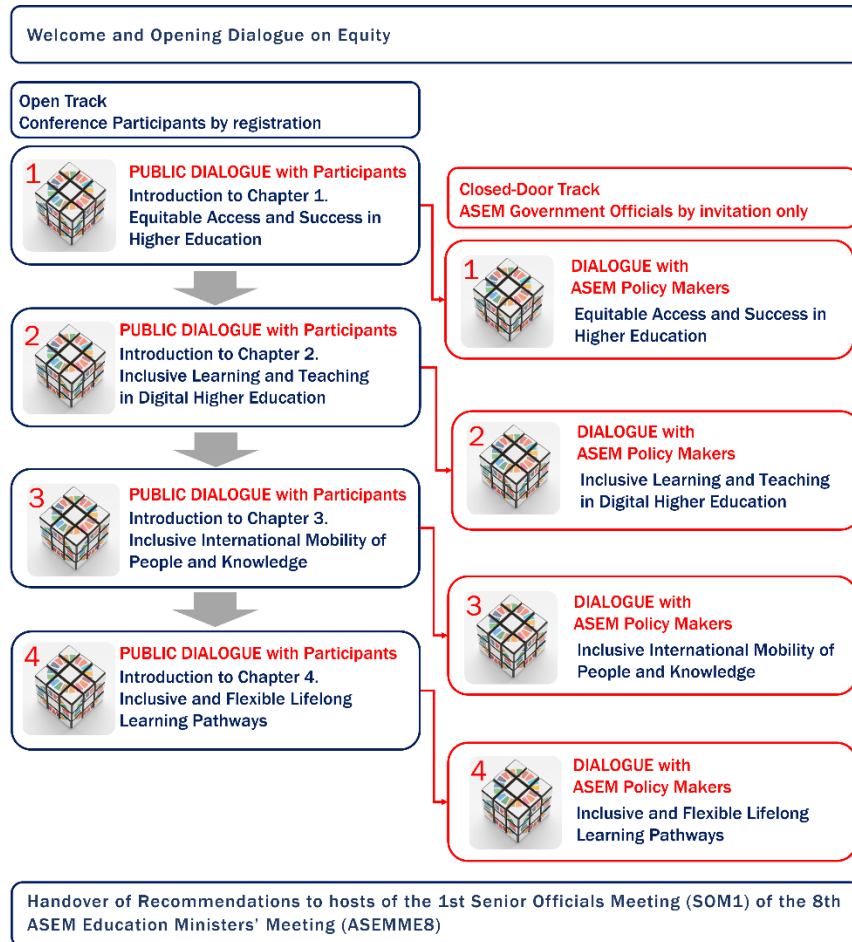 Welcome and Opening Dialogue on Equity
Open Track
Conference Participants by registration
1
PUBLIC DIALOGUE with Participants
Introduction to Chapter 1.
Equitable Access and Success in
Higher Education
Closed-Door Track
ASEM Government Officials by invitation only
1
DIALOGUE with
ASEM Policy Makers
Equitable Access and Success in
Higher Education
2
PUBLIC DIALOGUE with Participants
Introduction to Chapter 2.
Inclusive Learning and Teaching
in Digital Higher Education
2
DIALOGUE with
ASEM Policy Makers
Inclusive Learning and Teaching
in Digital Higher Education
3
PUBLIC DIALOGUE with Participants
Introduction to Chapter 3.
Inclusive International Mobility of
People and Knowledge
3
DIALOGUE with
ASEM Policy Makers
Inclusive International Mobility of
People and Knowledge
4
PUBLIC DIALOGUE with Participants
Introduction to Chapter 4.
Inclusive and Flexible Lifelong
Learning Pathways
4
DIALOGUE with
ASEM Policy Makers
Inclusive and Flexible Lifelong
Learning Pathways
Handover of Recommendations to hosts of the 1st Senior Officials Meeting (SOM1) of the 8th
ASEM Education Ministers' Meeting (ASEMME8)